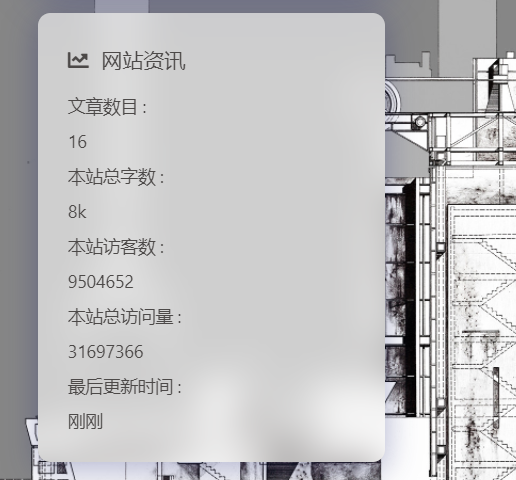 网站资讯
文章数目 :
16
本站总字数 :
8k
本站访客数 :
9504652
本站总访问量 :
31697366
最后更新时间 :
刚刚